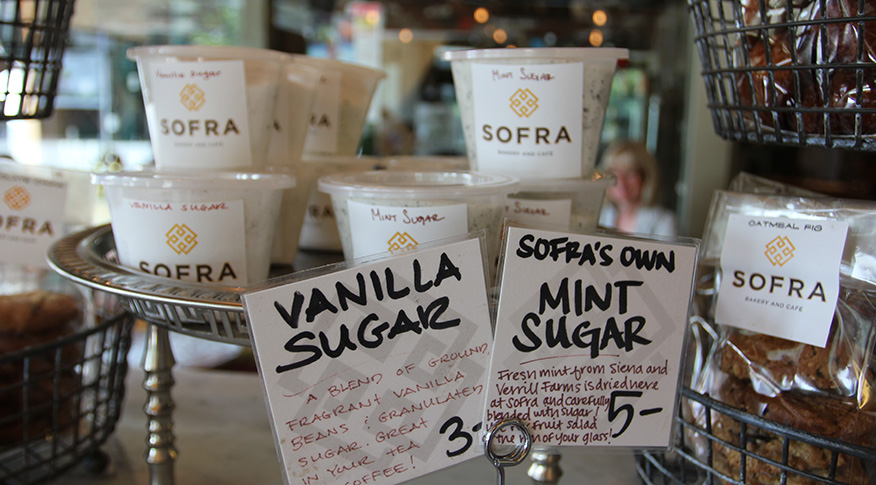 Vanilla Sugar
SOFRA
BAKERY AND CAFE
Mint Sugar
SOFRA
BAKERY AND CAFE
SOFRA
VANILLA SUGAR
SOFRA
Mint Sugar
SUGAR
OATMEAL FIG
SOFRA
BAKERY AND CAFE
VANILLA
SUGAR
A BLEND OF GROUND
FRAGRANT VANILLA
BEANS & GRANULATED
SUGAR. GREAT
IN YOUR TEA
COFFEE!
3-
SOFRA'S OWN
MINT
SUGAR
Fresh mint from Siena and
Verrill Farms is dried here
at Sofra and carefully
blended with sugar!
fruit salad
the of your glass!
5-